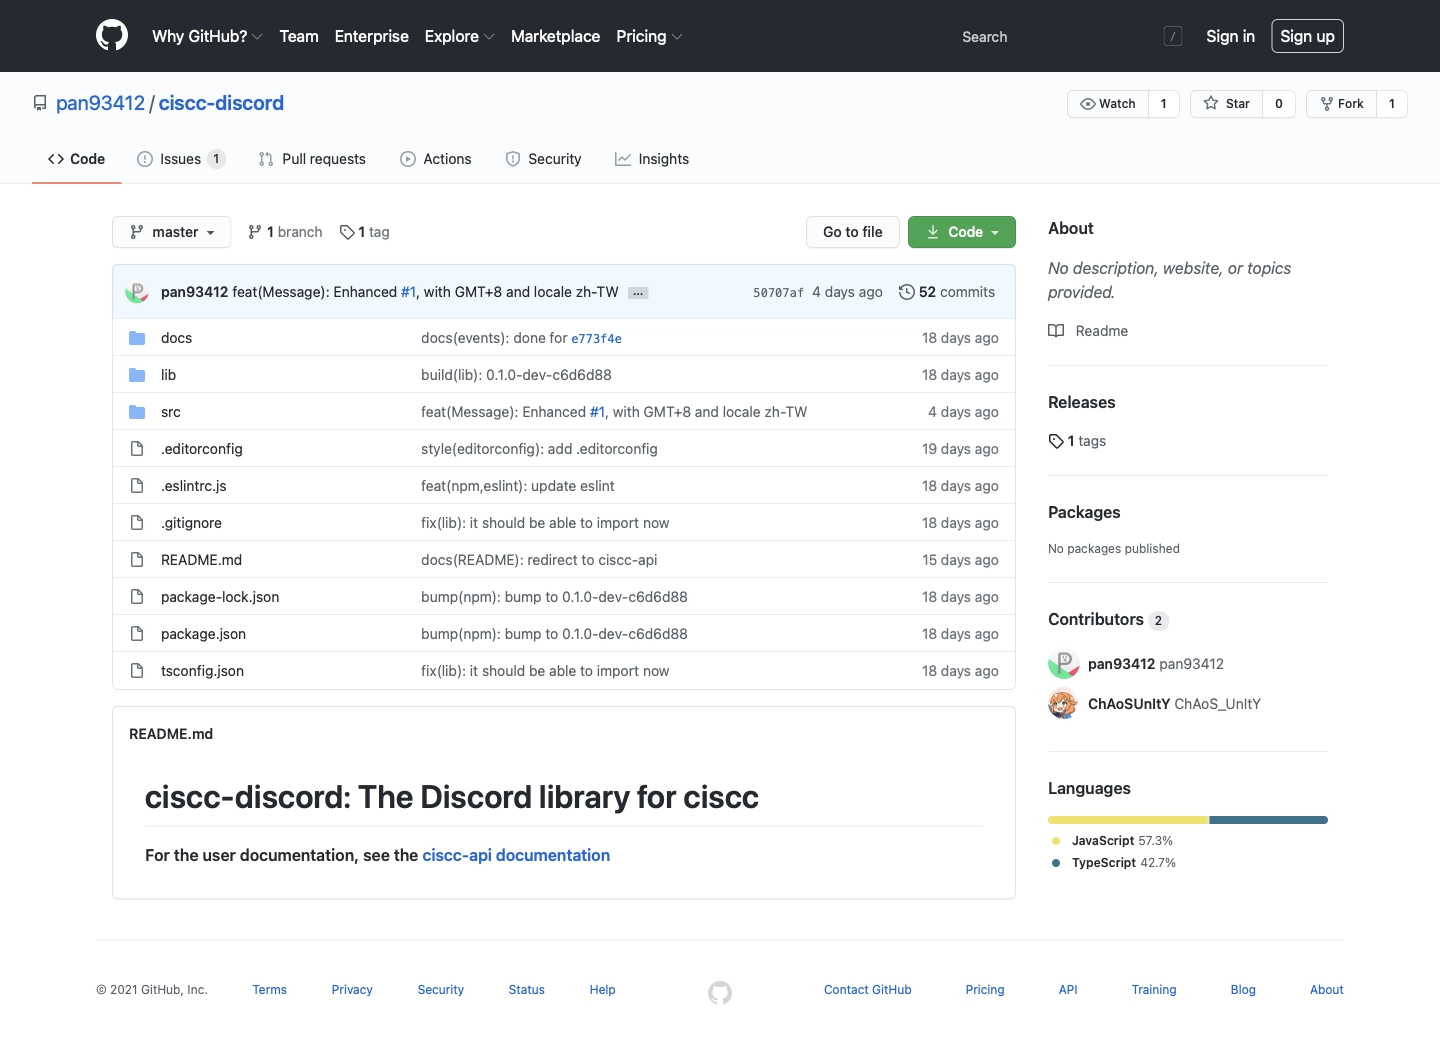 Why GitHub? Team Enterprise Explore Marketplace Pricing Search / Sign in Sign up
pan93412 / ciscc-discord Watch 1 Star 0 Fork 1
Code Issues 1 Pull requests Actions Security Insights
master 1 branch 1 tag Go to file Code
pan93412 feat(Message): Enhanced #1, with GMT+8 and locale zh-TW ... 50707af 4 days ago 52 commits
docs docs(events): done for e773f4e 18 days ago
lib build(lib): 0.1.0-dev-c6d6d88 18 days ago
src feat(Message): Enhanced #1, with GMT+8 and locale zh-TW 4 days ago
.editorconfig style(editorconfig): add .editorconfig 19 days ago
.eslintrc.js feat(npm,eslint): update eslint 18 days ago
.gitignore fix(lib): it should be able to import now 18 days ago
README.md docs(README): redirect to ciscc-api 15 days ago
package-lock.json bump(npm): bump to 0.1.0-dev-c6d6d88 18 days ago
package.json bump(npm): bump to 0.1.0-dev-c6d6d88 18 days ago
tsconfig.json fix(lib): it should be able to import now 18 days ago
README.md
ciscc-discord: The Discord library for ciscc
For the user documentation, see the ciscc-api documentation
About
No description, website, or topics
provided.
Readme
Releases
1 tags
Packages
No packages published
Contributors 2
pan93412 pan93412
ChAoSUnItY ChAoS_UnItY
Languages
JavaScript 57.3%
TypeScript 42.7%
© 2021 GitHub, Inc. Terms Privacy Security Status Help Contact GitHub Pricing API Training Blog About